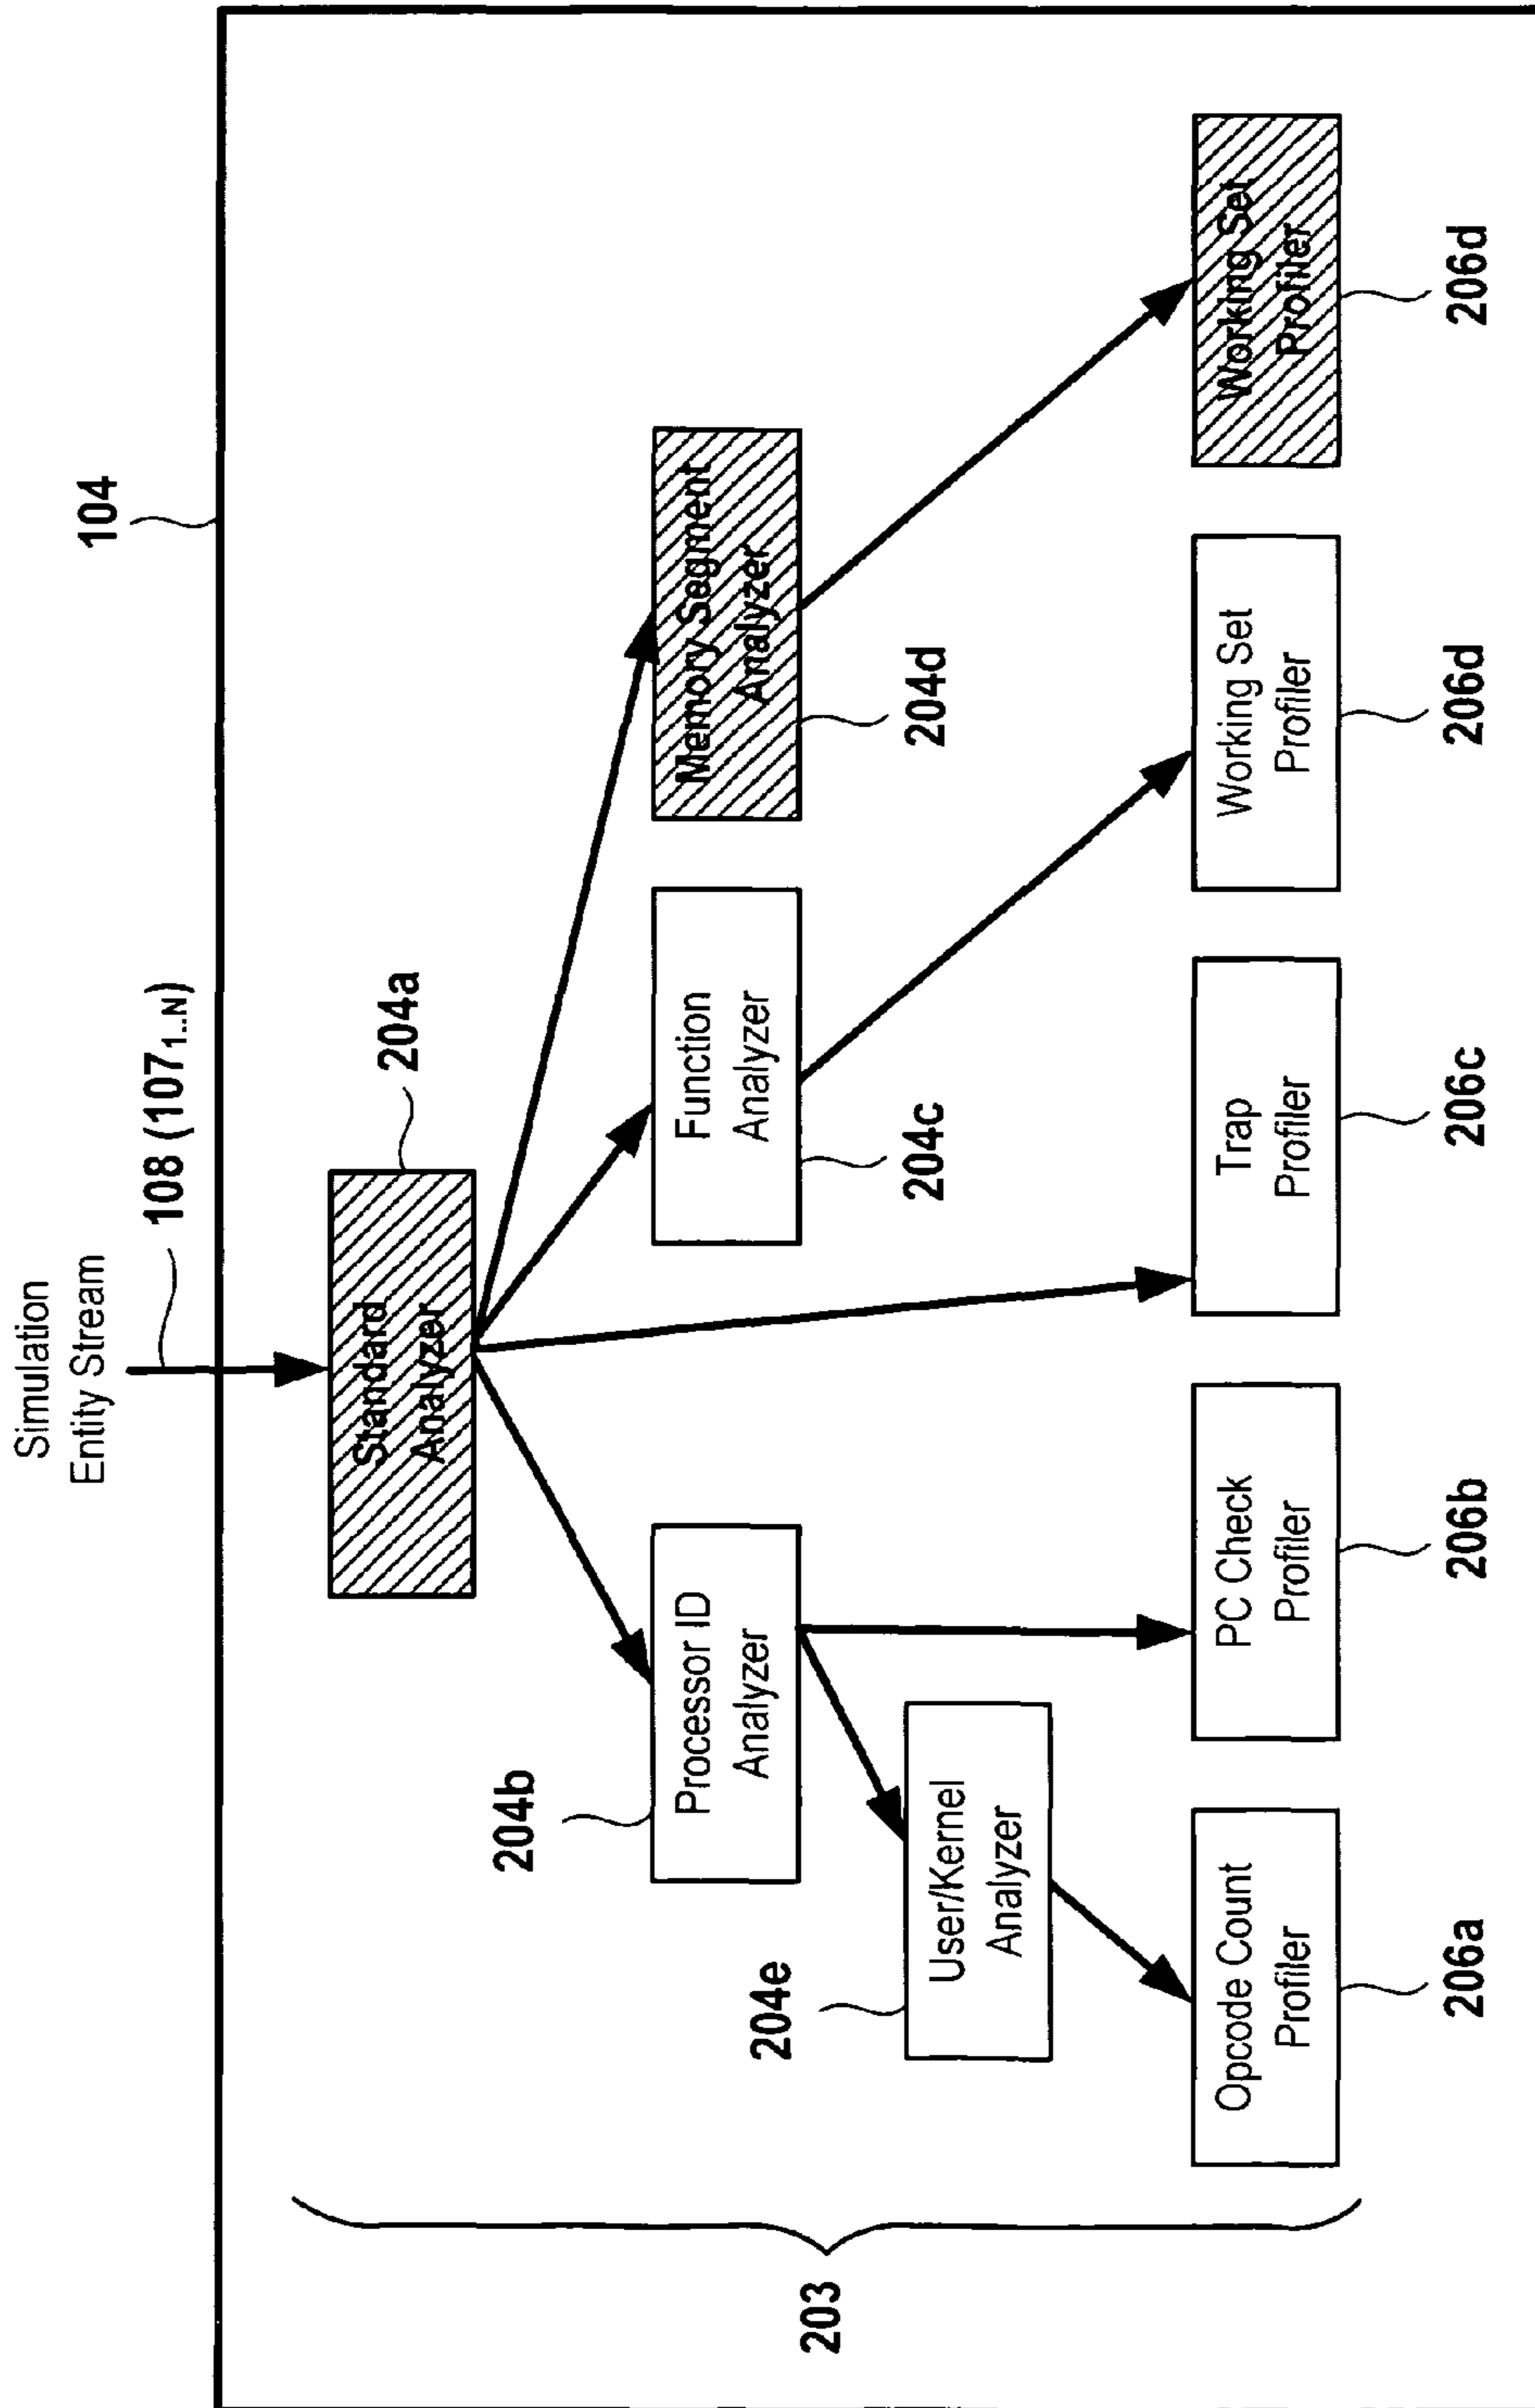 Simulation
Entity Stream
108 (107₁..N)
104
204a
Standard
Analyzer
204b
Processor ID
Analyzer
Function
Analyzer
204c
Memory Segment
Analyzer
204d
204e
User/Kernel
Analyzer
203
Opcode Count
Profiler
206a
PC Check
Profiler
206b
Trap
Profiler
206c
Working Set
Profiler
206d
Working Set
Profiler
206d